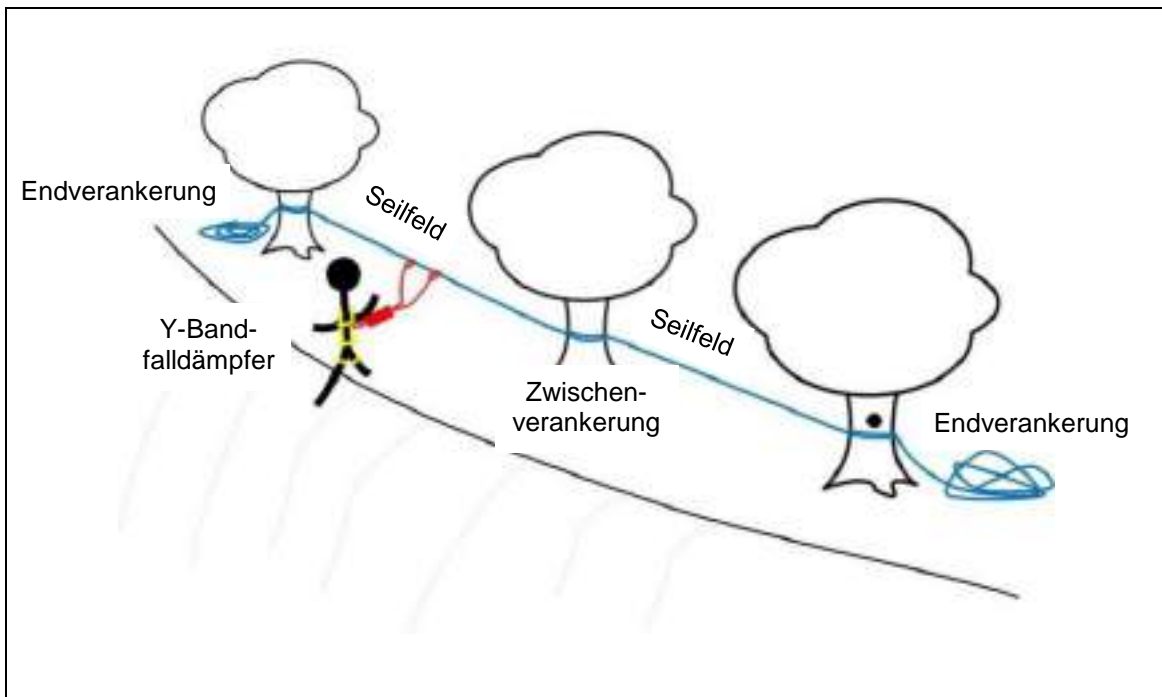 Endverankerung
Seilfeld
Y-Band-
falldämpfer
Seilfeld
Zwischen-
verankerung
Endverankerung